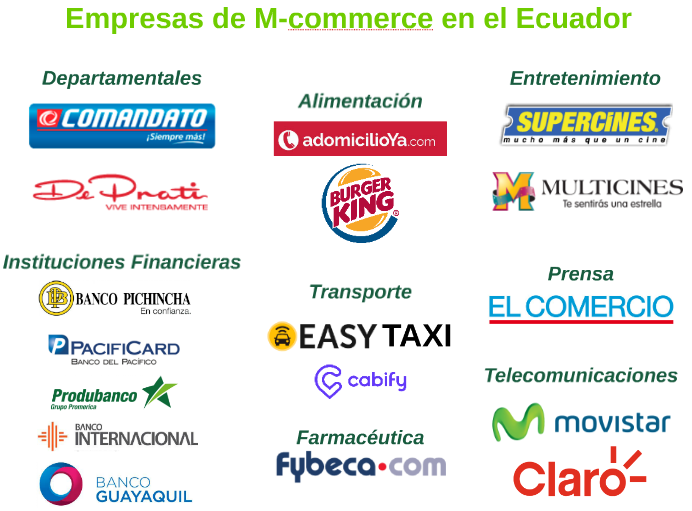 Empresas de M-commerce en el Ecuador
Departamentales
COMANDATO
¡Siempre más!
De Prati
VIVE INTENSAMENTE
Instituciones Financieras
BANCO PICHINCHA
En confianza.
PACIFICARD
BANCO DEL PACÍFICO
Produbanco
Grupo Promerica
BANCO
INTERNACIONAL
BANCO
GUAYAQUIL
Alimentación
adomicilioYa.com
BURGER
KING
Transporte
EASY TAXI
cabify
Farmacéutica
Fybeca.com
Entretenimiento
SUPERCINES
mucho más que un cine
MULTICINES
Te sentirás una estrella
Prensa
EL COMERCIO
Telecomunicaciones
movistar
Claro